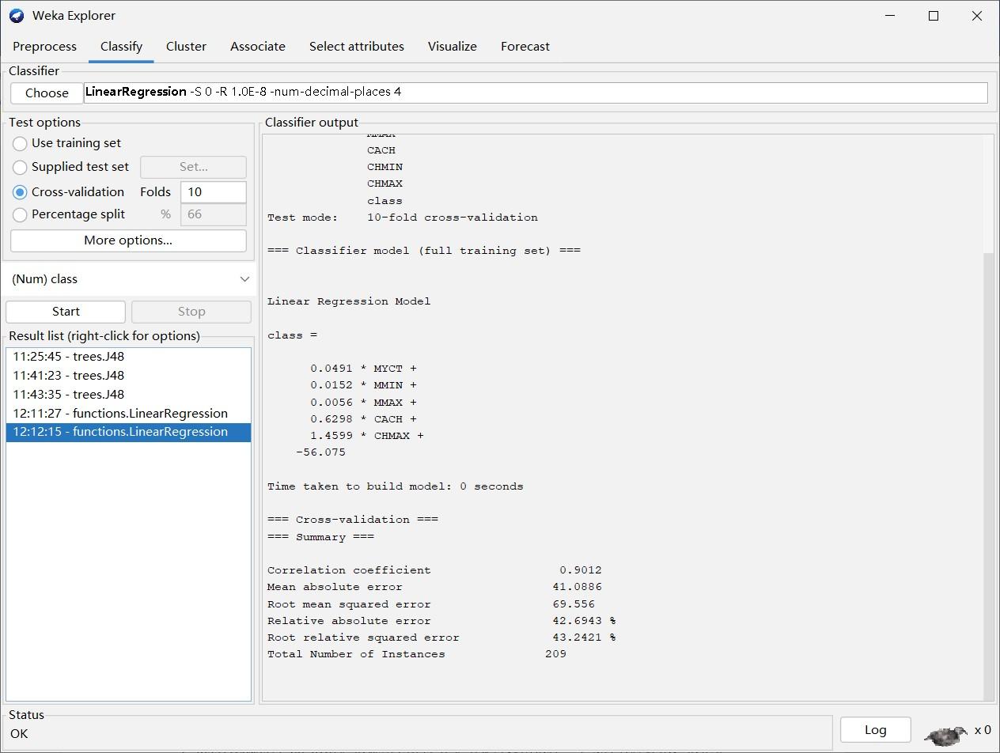 Weka Explorer
Preprocess Classify Cluster Associate Select attributes Visualize Forecast
Classifier
Choose LinearRegression -S 0 -R 1.0E-8 -num-decimal-places 4
Test options
Use training set
Supplied test set Set...
Cross-validation Folds 10
Percentage split % 66
More options...
(Num) class
Start Stop
Result list (right-click for options)
11:25:45 - trees.J48
11:41:23 - trees.J48
11:43:35 - trees.J48
12:11:27 - functions.LinearRegression
12:12:15 - functions.LinearRegression
Classifier output
MMAX
CACH
CHMIN
CHMAX
class
Test mode: 10-fold cross-validation
=== Classifier model (full training set) ===
Linear Regression Model
class =
0.0491 * MYCT +
0.0152 * MMIN +
0.0056 * MMAX +
0.6298 * CACH +
1.4599 * CHMAX +
-56.075
Time taken to build model: 0 seconds
=== Cross-validation ===
=== Summary ===
Correlation coefficient 0.9012
Mean absolute error 41.0886
Root mean squared error 69.556
Relative absolute error 42.6943 %
Root relative squared error 43.2421 %
Total Number of Instances 209
Status
OK
Log x 0